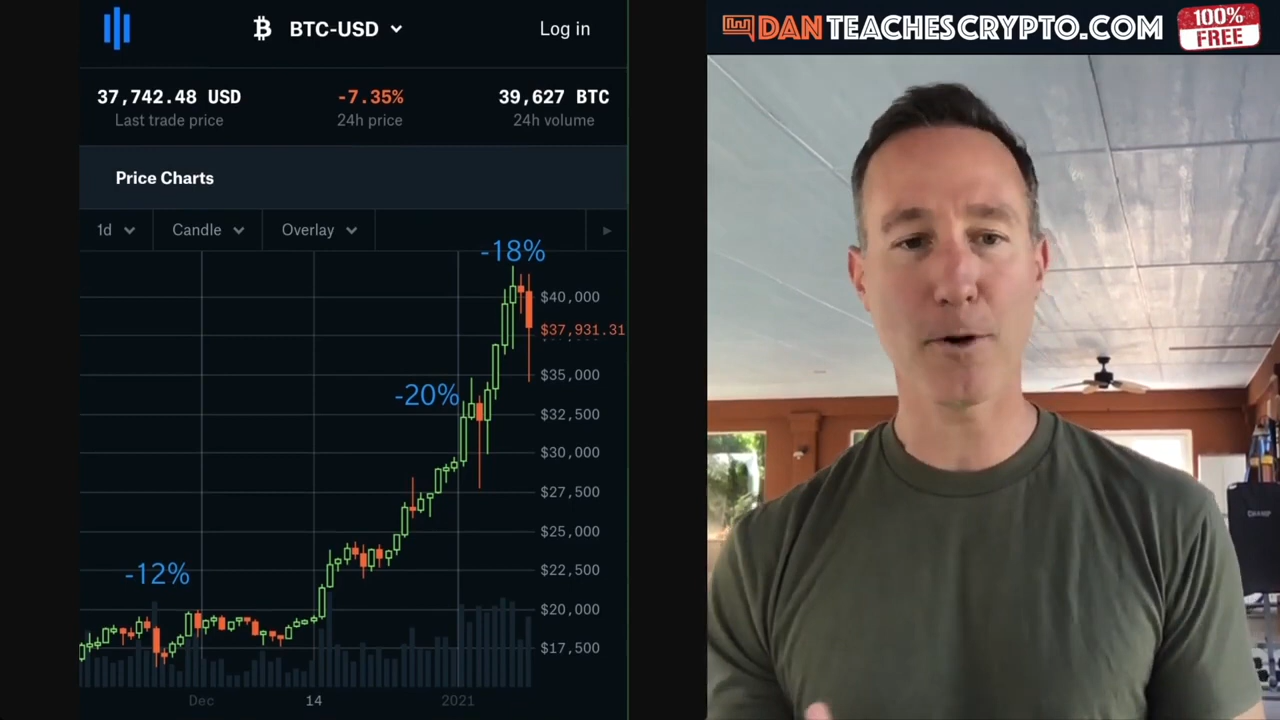 BTC-USD
Log in
37,742.48 USD
-7.35%
39,627 BTC
Last trade price
24h price
24h volume
Price Charts
1d
Candle
Overlay
-18%
$40,000
$37,931.31
$35,000
-20%
$32,500
$30,000
$27,500
$25,000
-12%
$22,500
$20,000
$17,500
Dec
14
2021
DANTEACHESCRYPTO.COM
100%
FREE
CHAMP